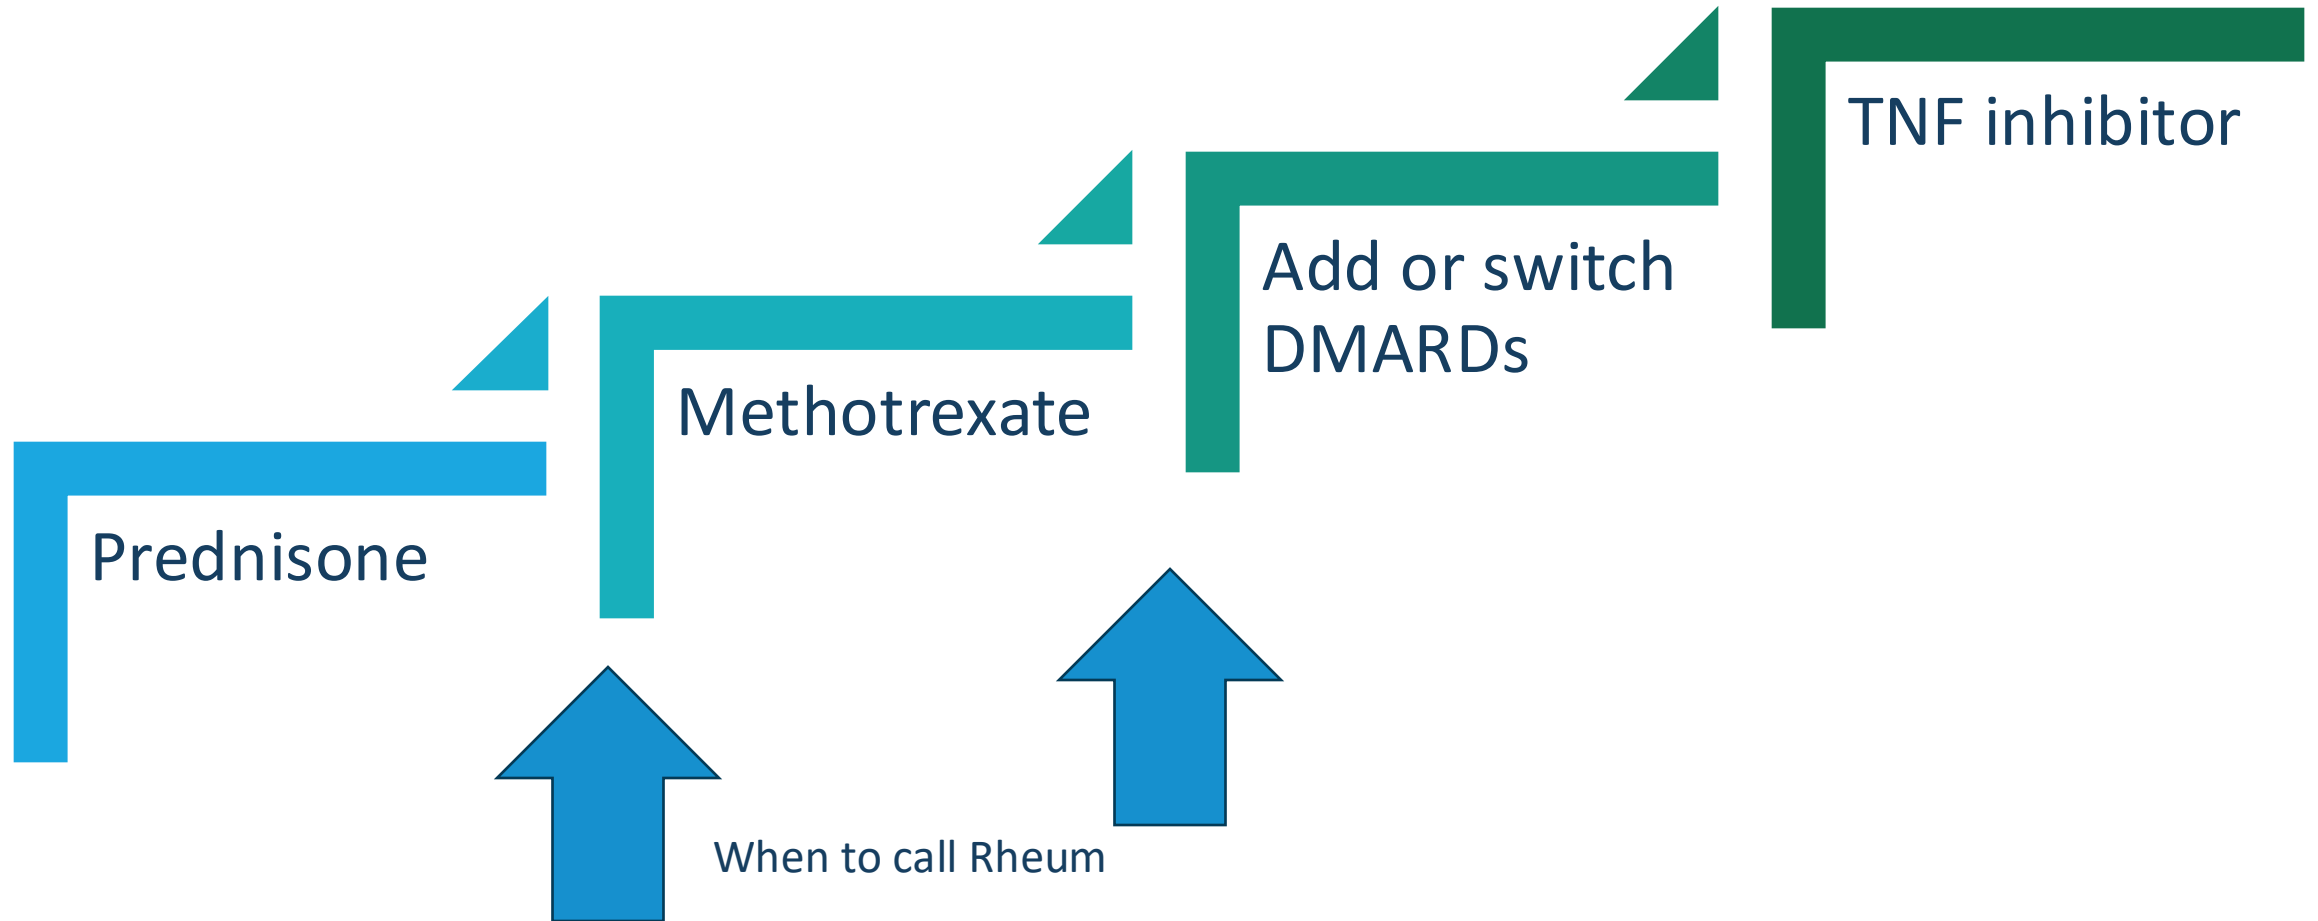 TNF inhibitor
Add or switch
DMARDs
Methotrexate
Prednisone
When to call Rheum